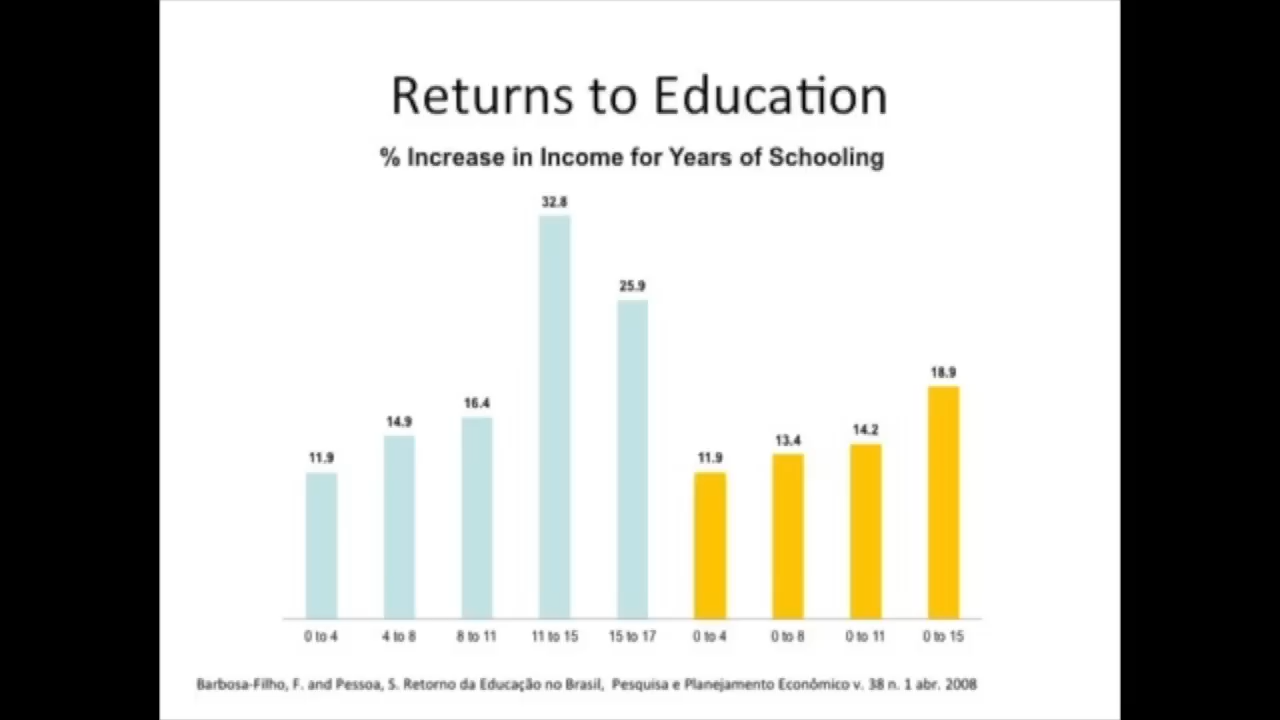 Returns to Education
% Increase in Income for Years of Schooling
32.8
25.9
18.9
16.4
14.9
14.2
13.4
11.9
11.9
0 to 4
4 to 8
8 to 11
11 to 15
15 to 17
0 to 4
0 to 8
0 to 11
0 to 15
Barbosa-Filho, F. and Pessoa, S. Retorno da Educação no Brasil, Pesquisa e Planejamento Econômico v. 38 n. 1 abr. 2008